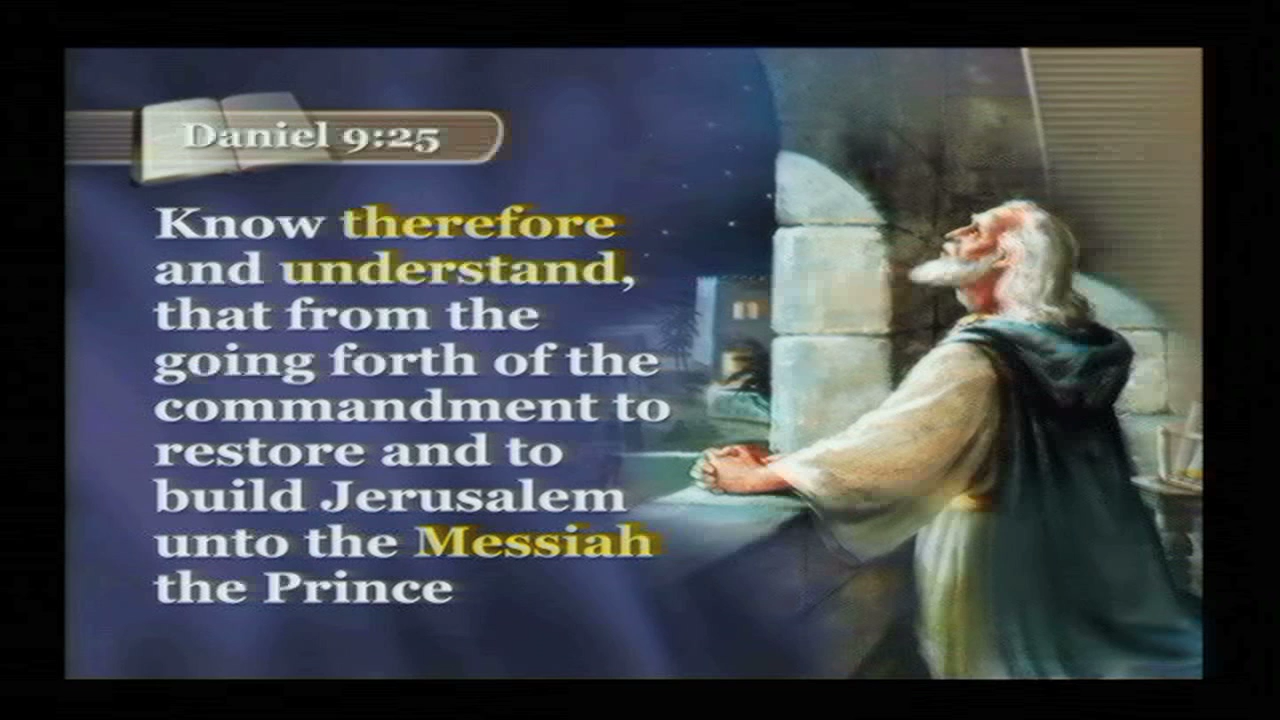 Daniel 9:25
Know therefore
and understand,
that from the
going forth of the
commandment to
restore and to
build Jerusalem
unto the Messiah
the Prince